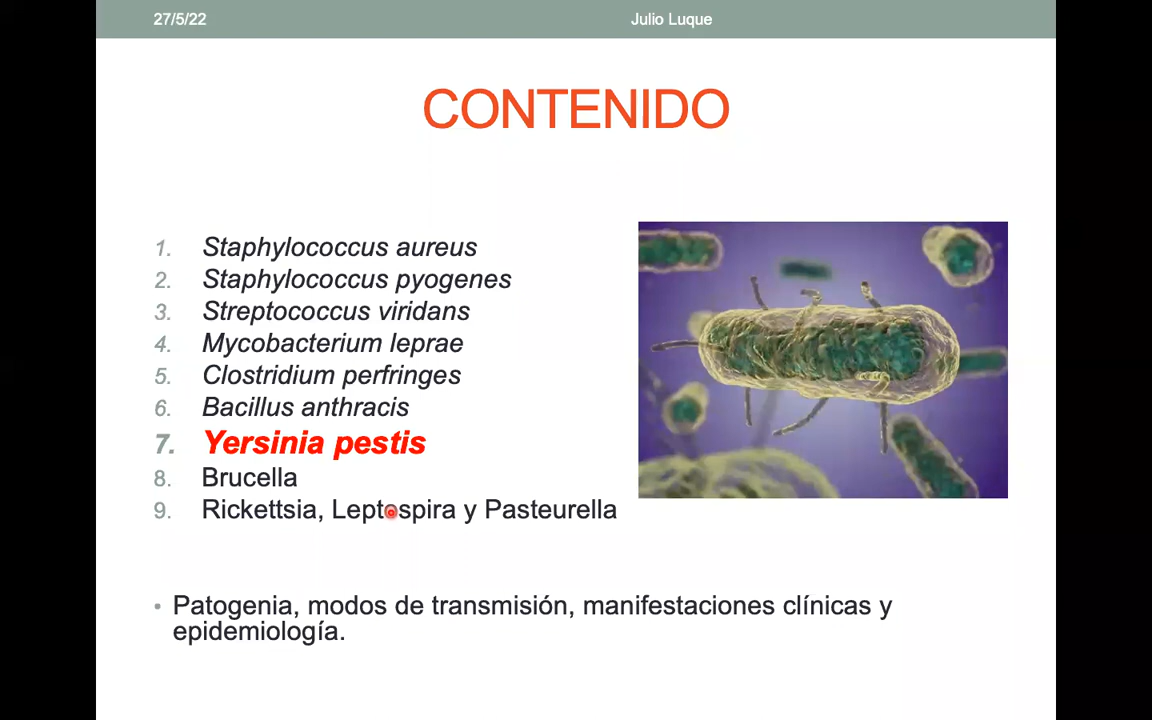 27/5/22 Julio Luque
CONTENIDO
1. Staphylococcus aureus
2. Staphylococcus pyogenes
3. Streptococcus viridans
4. Mycobacterium leprae
5. Clostridium perfringes
6. Bacillus anthracis
7. Yersinia pestis
8. Brucella
9. Rickettsia, Leptospira y Pasteurella
• Patogenia, modos de transmisión, manifestaciones clínicas y
epidemiología.